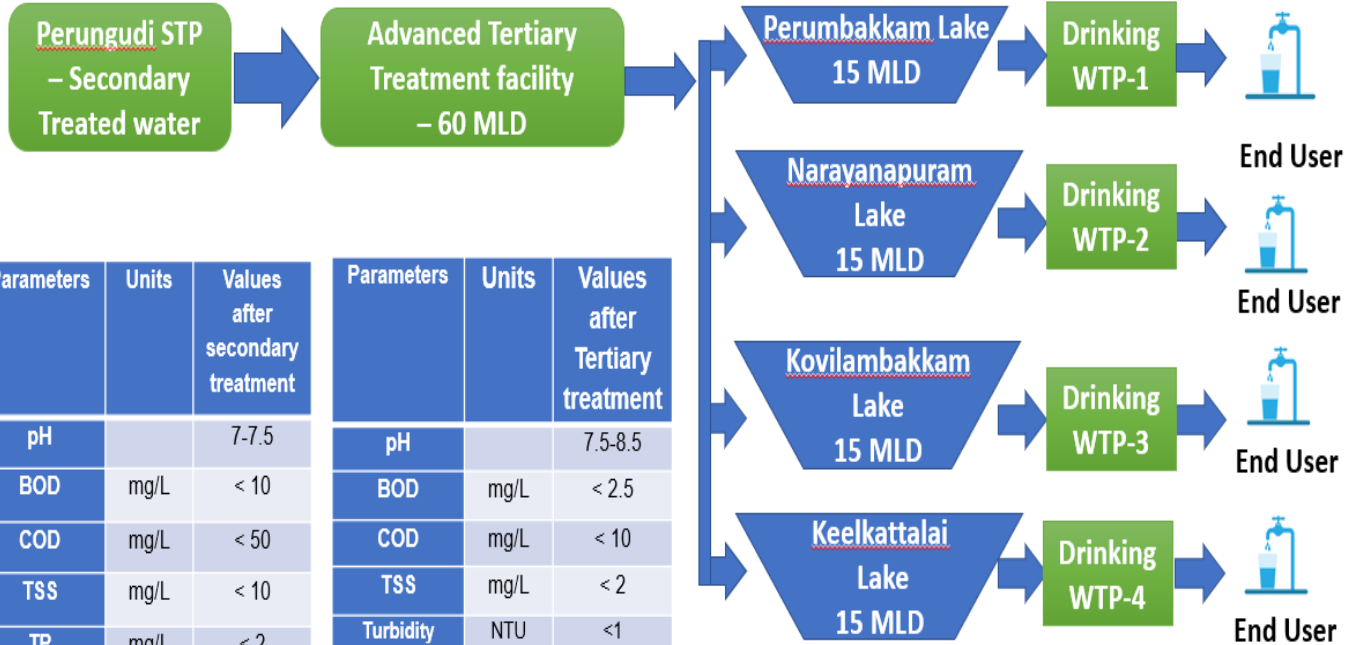 Perungudi STP
– Secondary
Treated water
Advanced Tertiary
Treatment facility
– 60 MLD
Perumbakkam Lake
15 MLD
Drinking
WTP-1
End User
Narayanapuram
Lake
15 MLD
Drinking
WTP-2
End User
Kovilambakkam
Lake
15 MLD
Drinking
WTP-3
End User
Keelkattalai
Lake
15 MLD
Drinking
WTP-4
End User
Parameters Units Values
after
secondary
treatment
pH 7-7.5
BOD mg/L < 10
COD mg/L < 50
TSS mg/L < 10
TP mg/L < 2
Parameters Units Values
after
Tertiary
treatment
pH 7.5-8.5
BOD mg/L < 2.5
COD mg/L < 10
TSS mg/L < 2
Turbidity NTU <1